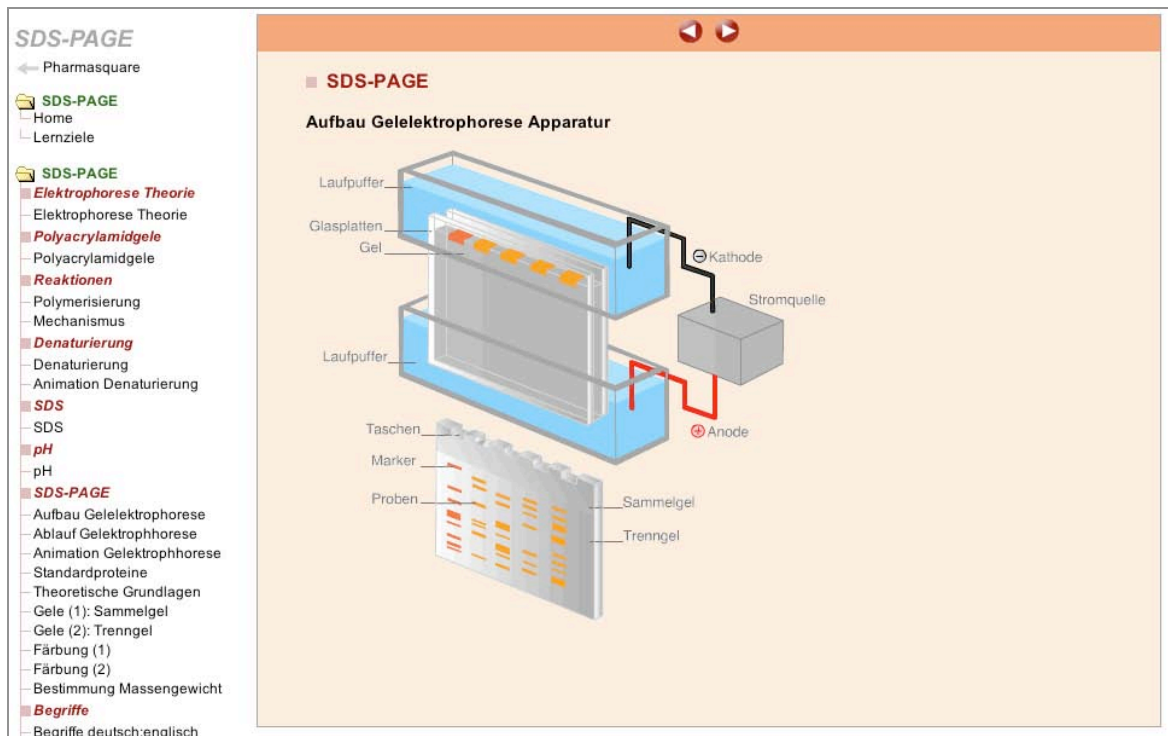 SDS-PAGE
Pharmasquare
SDS-PAGE
Home
Lernziele
SDS-PAGE
Elektrophorese Theorie
Elektrophorese Theorie
Polyacrylamidgele
Polyacrylamidgele
Reaktionen
Polymerisierung
Mechanismus
Denaturierung
Denaturierung
Animation Denaturierung
SDS
SDS
pH
pH
SDS-PAGE
Aufbau Gelelektrophorese
Ablauf Gelektrophhorese
Animation Gelektrophhorese
Standardproteine
Theoretische Grundlagen
Gele (1): Sammelgel
Gele (2): Trenngel
Färbung (1)
Färbung (2)
Bestimmung Massengewicht
Begriffe
Begriffe deutsch:englisch
SDS-PAGE
Aufbau Gelelektrophorese Apparatur
Laufpuffer
Glasplatten
Gel
Kathode
Stromquelle
Laufpuffer
Anode
Taschen
Marker
Proben
Sammelgel
Trenngel